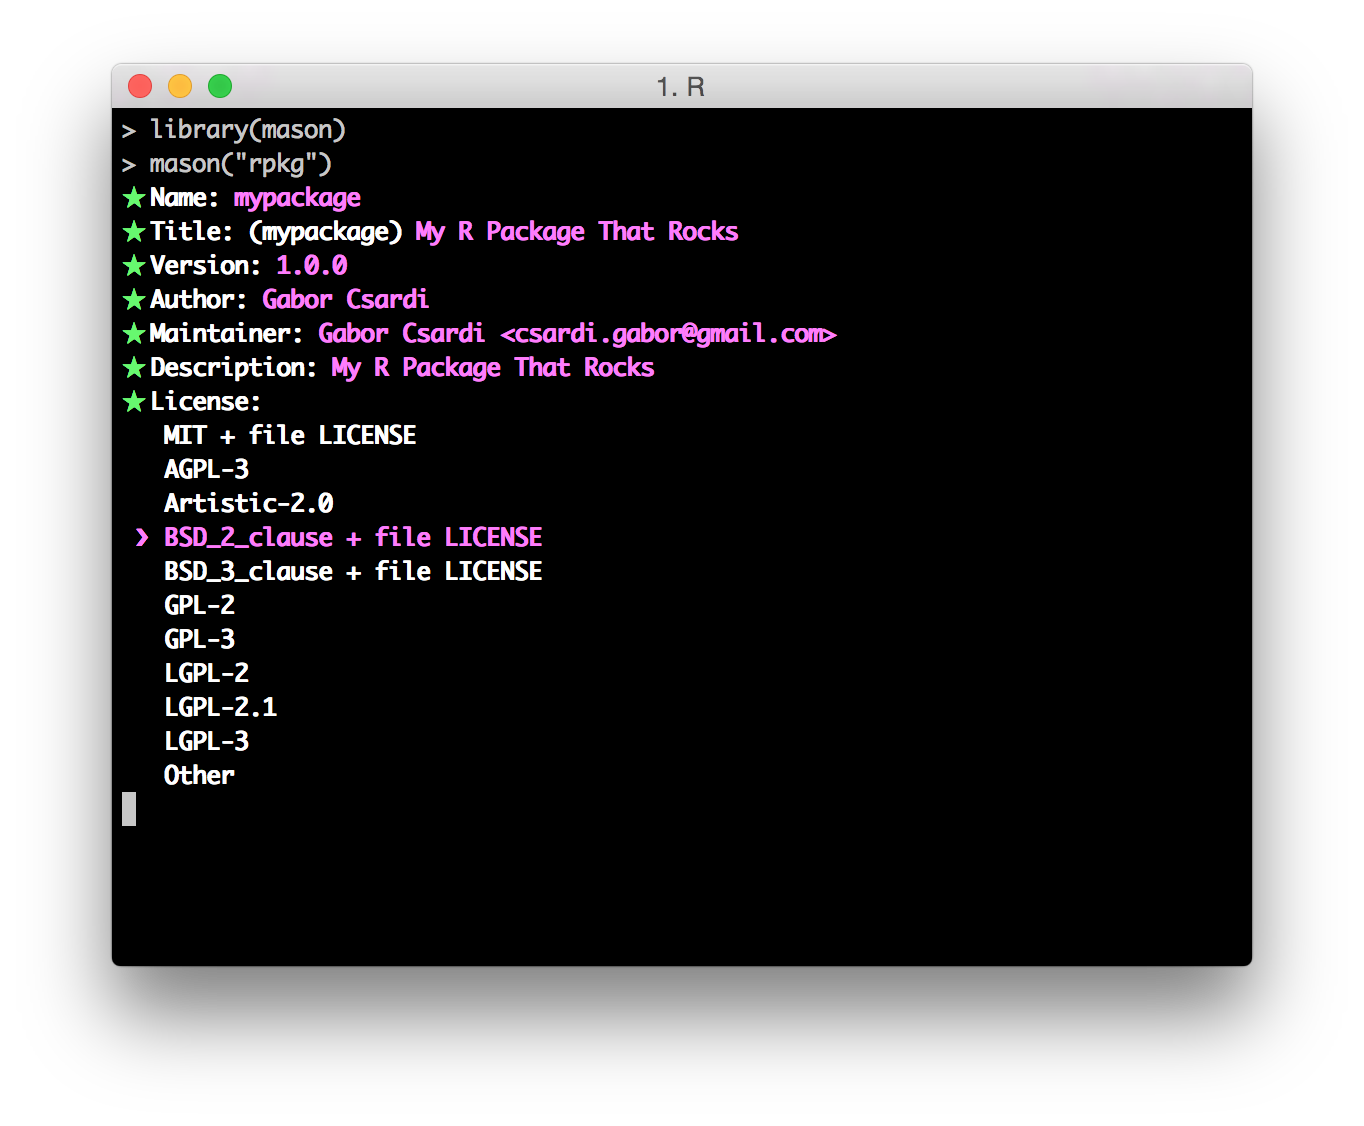 1. R
> library(mason)
> mason("rpkg")
★Name: mypackage
★Title: (mypackage) My R Package That Rocks
★Version: 1.0.0
★Author: Gabor Csardi
★Maintainer: Gabor Csardi <csardi.gabor@gmail.com>
★Description: My R Package That Rocks
★License:
MIT + file LICENSE
AGPL-3
Artistic-2.0
❯ BSD_2_clause + file LICENSE
BSD_3_clause + file LICENSE
GPL-2
GPL-3
LGPL-2
LGPL-2.1
LGPL-3
Other